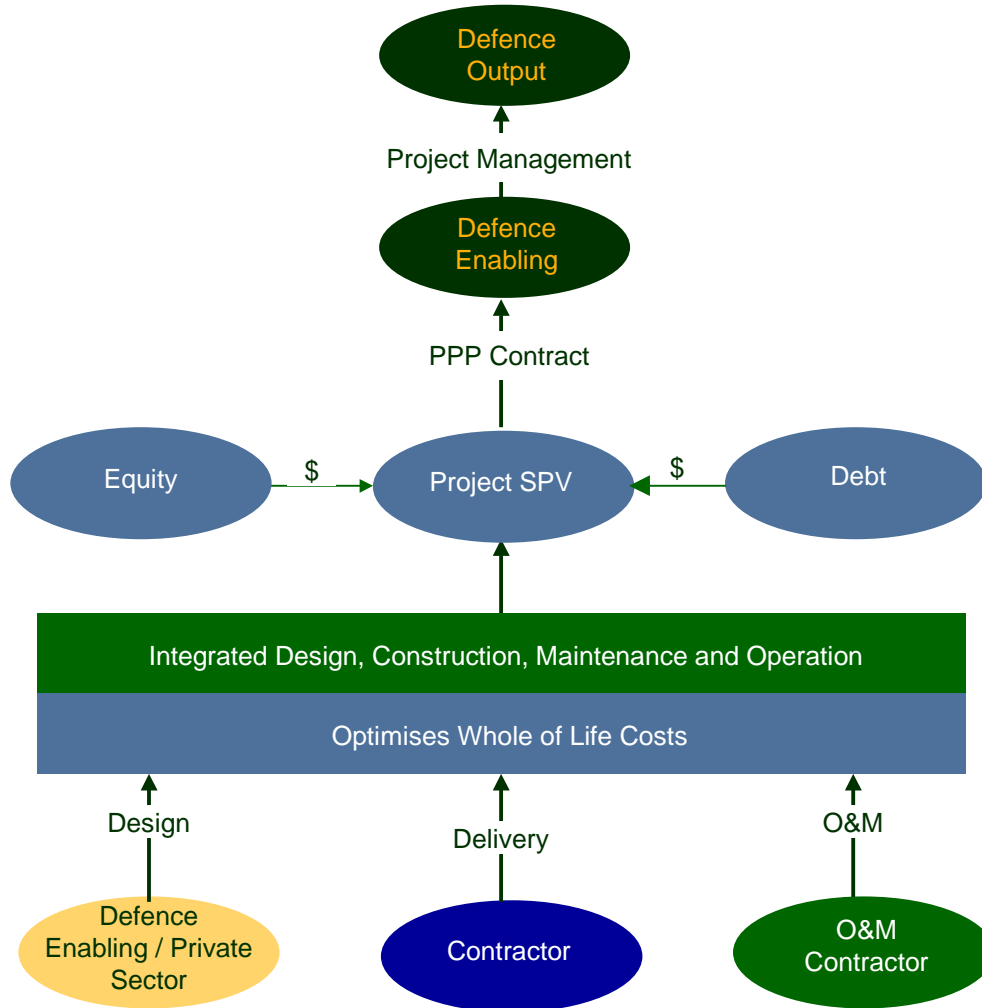 Defence
Output
Project Management
Defence
Enabling
PPP Contract
Equity
$
Project SPV
$
Debt
Integrated Design, Construction, Maintenance and Operation
Optimises Whole of Life Costs
Design
Delivery
O&M
Defence
Enabling / Private
Sector
Contractor
O&M
Contractor